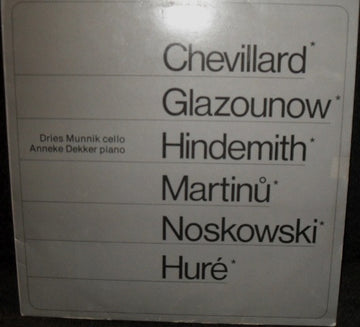 Chevillard*
Glazounow*
Dries Munnik cello
Anneke Dekker piano
Hindemith*
Martinů*
Noskowski*
Huré*